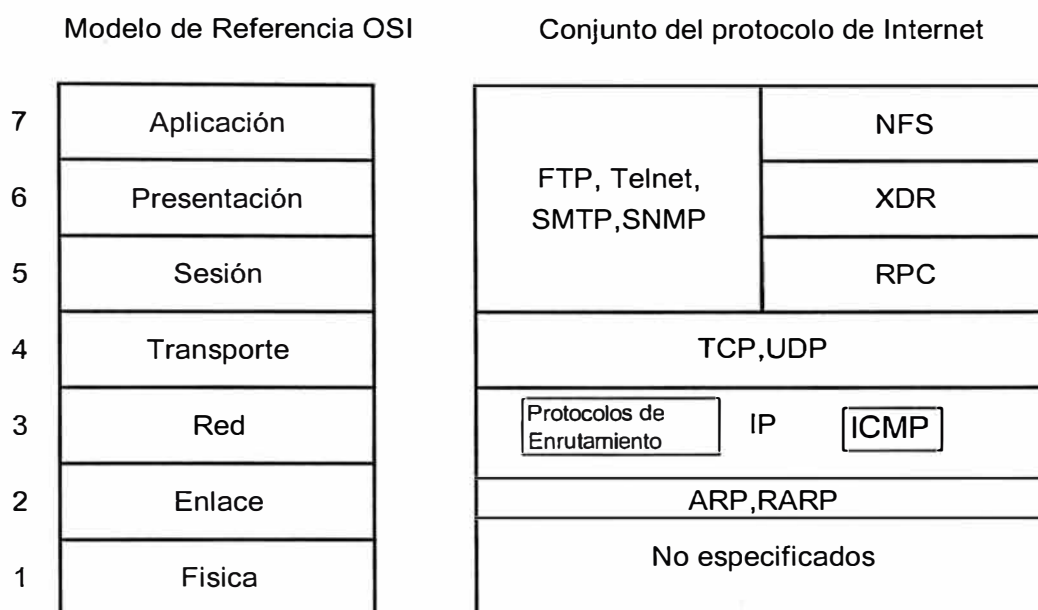 Modelo de Referencia OSI
Conjunto del protocolo de Internet
7
Aplicación
6
Presentación
5
Sesión
4
Transporte
3
Red
2
Enlace
1
Fisica
FTP, Telnet,
SMTP,SNMP
NFS
XDR
RPC
TCP,UDP
Protocolos de
Enrutamiento
IP
ICMP
ARP,RARP
No especificados